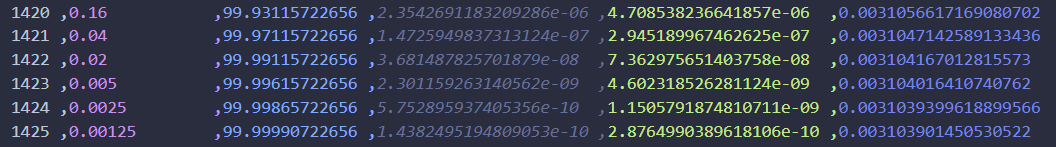 1420 ,0.16 ,99.93115722656 ,2.3542691183209286e-06 ,4.708538236641857e-06 ,0.0031056617169080702
1421 ,0.04 ,99.97115722656 ,1.4725949837313124e-07 ,2.945189967462625e-07 ,0.0031047142589133436
1422 ,0.02 ,99.99115722656 ,3.681487825701879e-08 ,7.362975651403758e-08 ,0.003104167012815573
1423 ,0.005 ,99.99615722656 ,2.301159263140562e-09 ,4.602318526281124e-09 ,0.003104016410740762
1424 ,0.0025 ,99.99865722656 ,5.752895937405356e-10 ,1.1505791874810711e-09 ,0.0031039399618899566
1425 ,0.00125 ,99.99990722656 ,1.4382495194809053e-10 ,2.8764990389618106e-10 ,0.003103901450530522